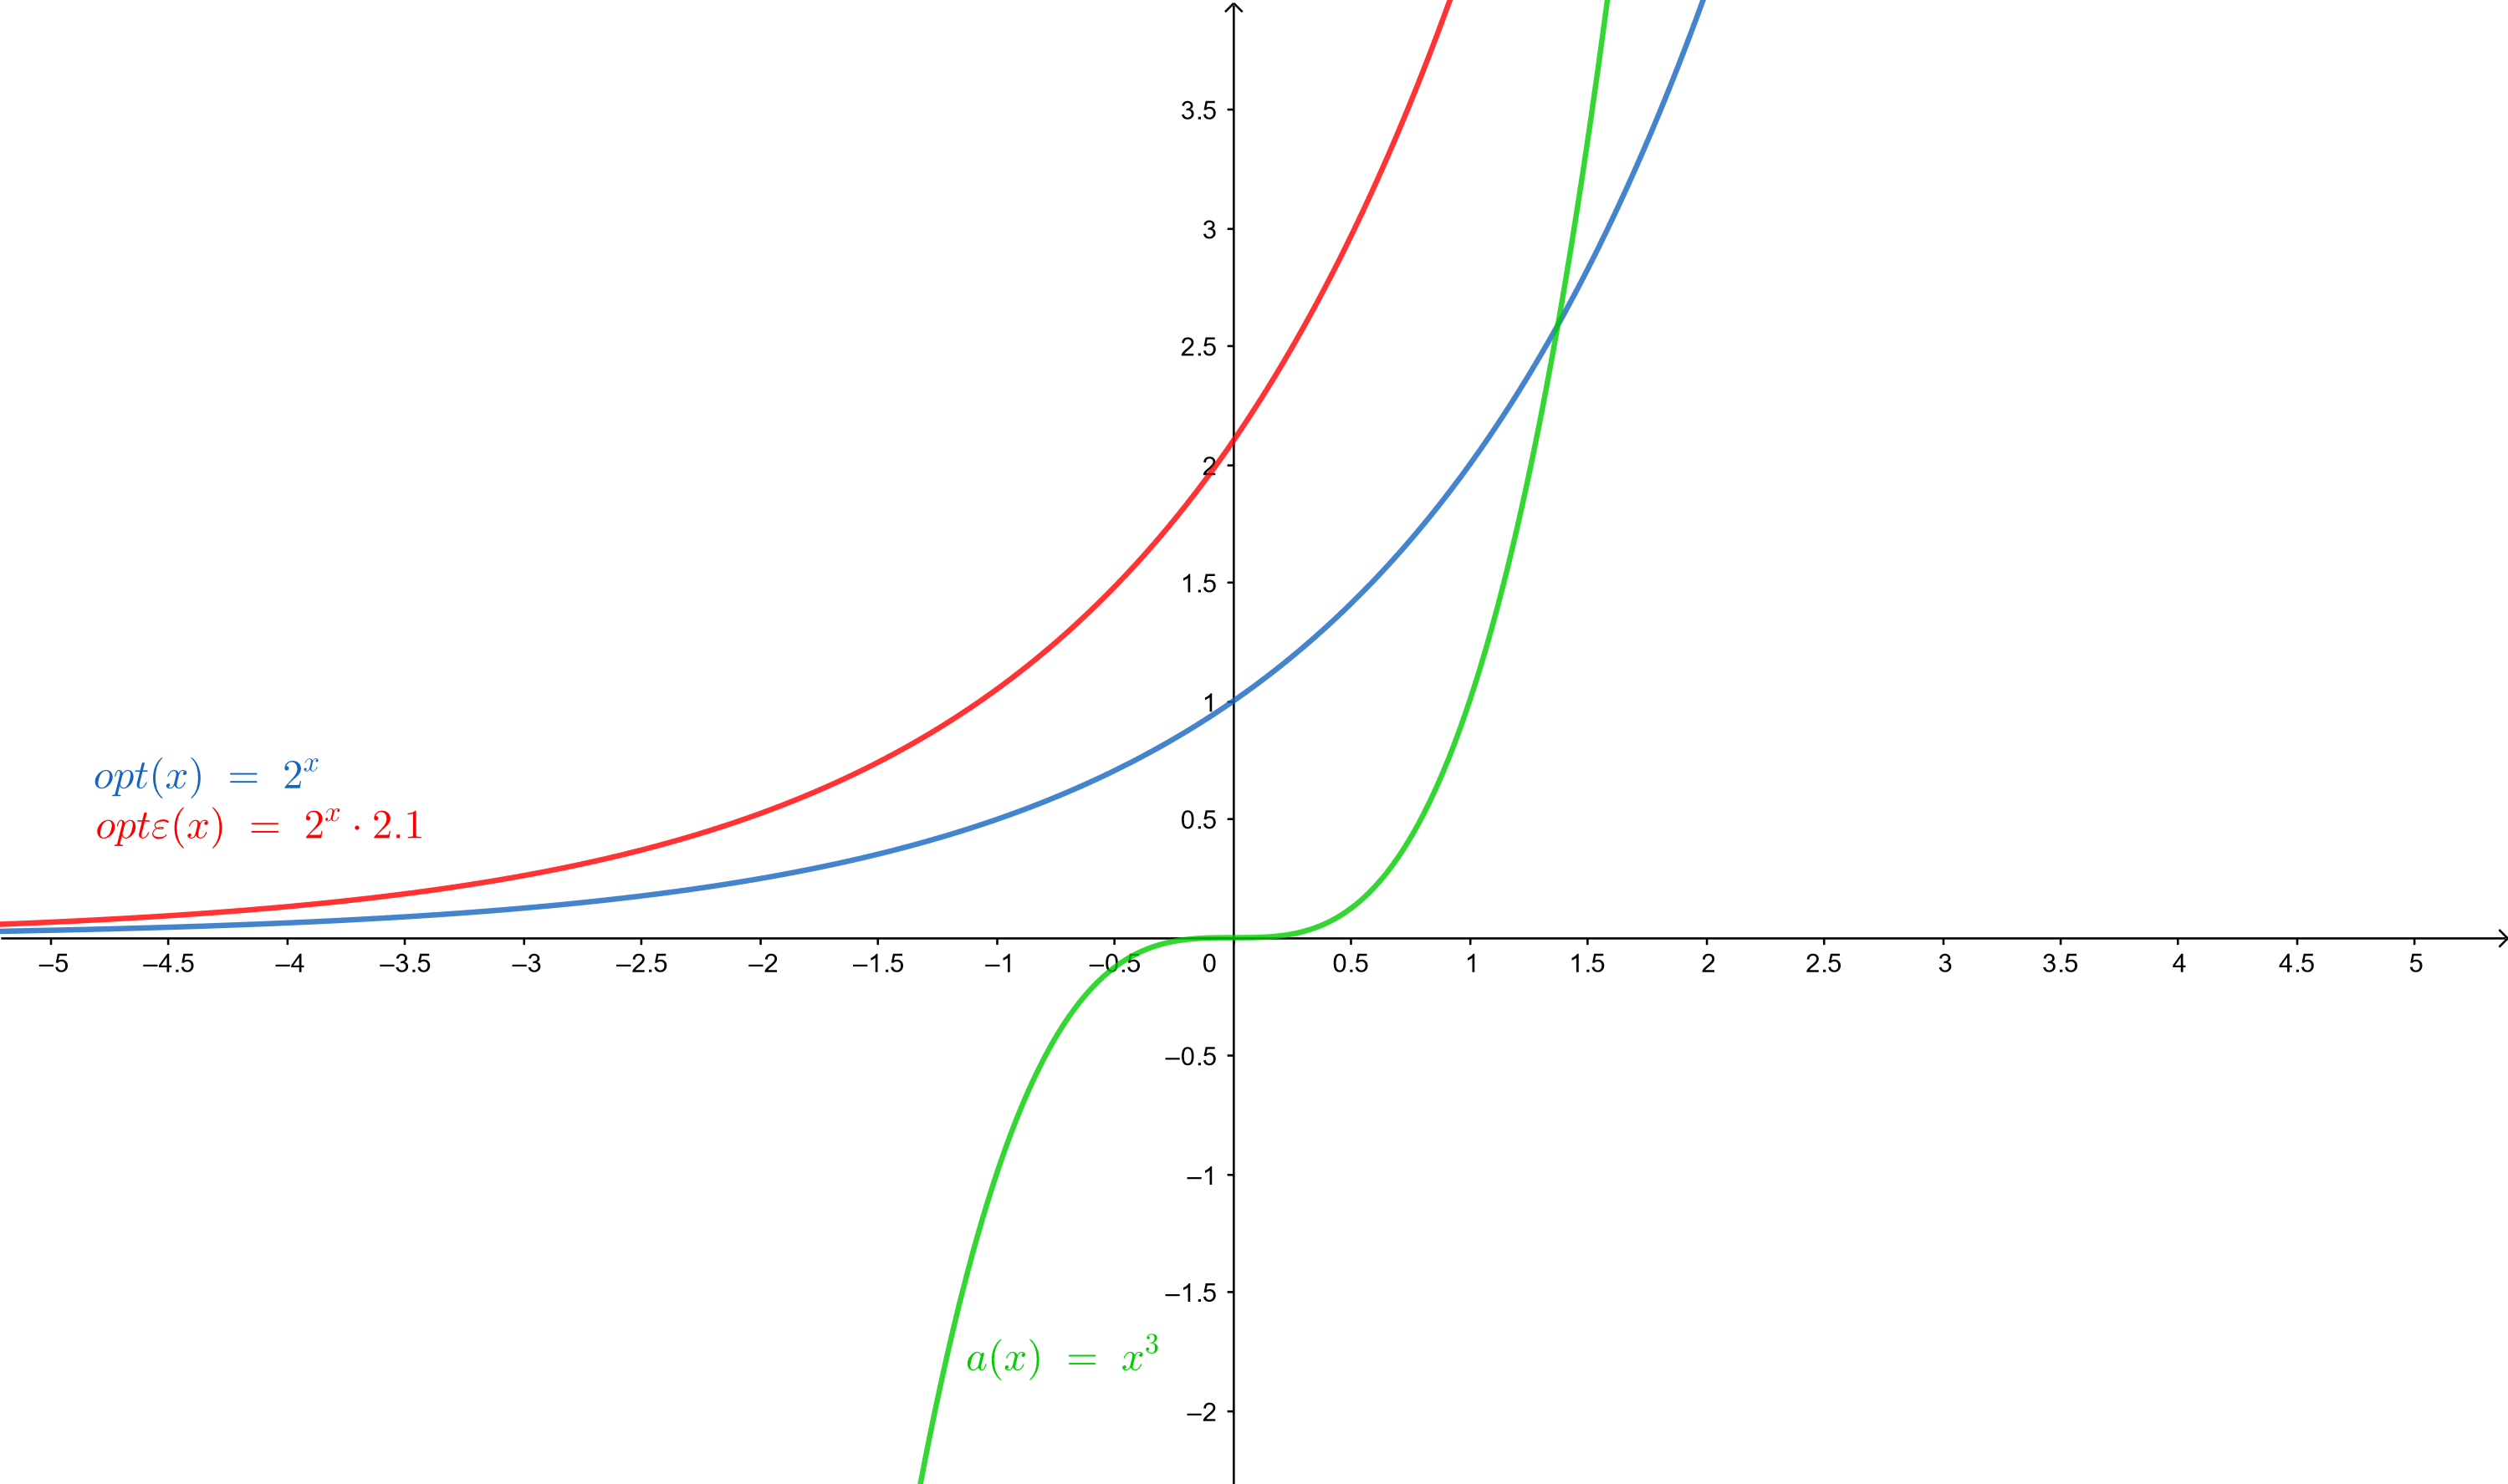 3.5
3
2.5
2
1.5
1
opt(x) = 2^x
optε(x) = 2^x · 2.1
0.5
–5 –4.5 –4 –3.5 –3 –2.5 –2 –1.5 –1 –0.5 0 0.5 1 1.5 2 2.5 3 3.5 4 4.5 5
–0.5
–1
–1.5
a(x) = x^3
–2